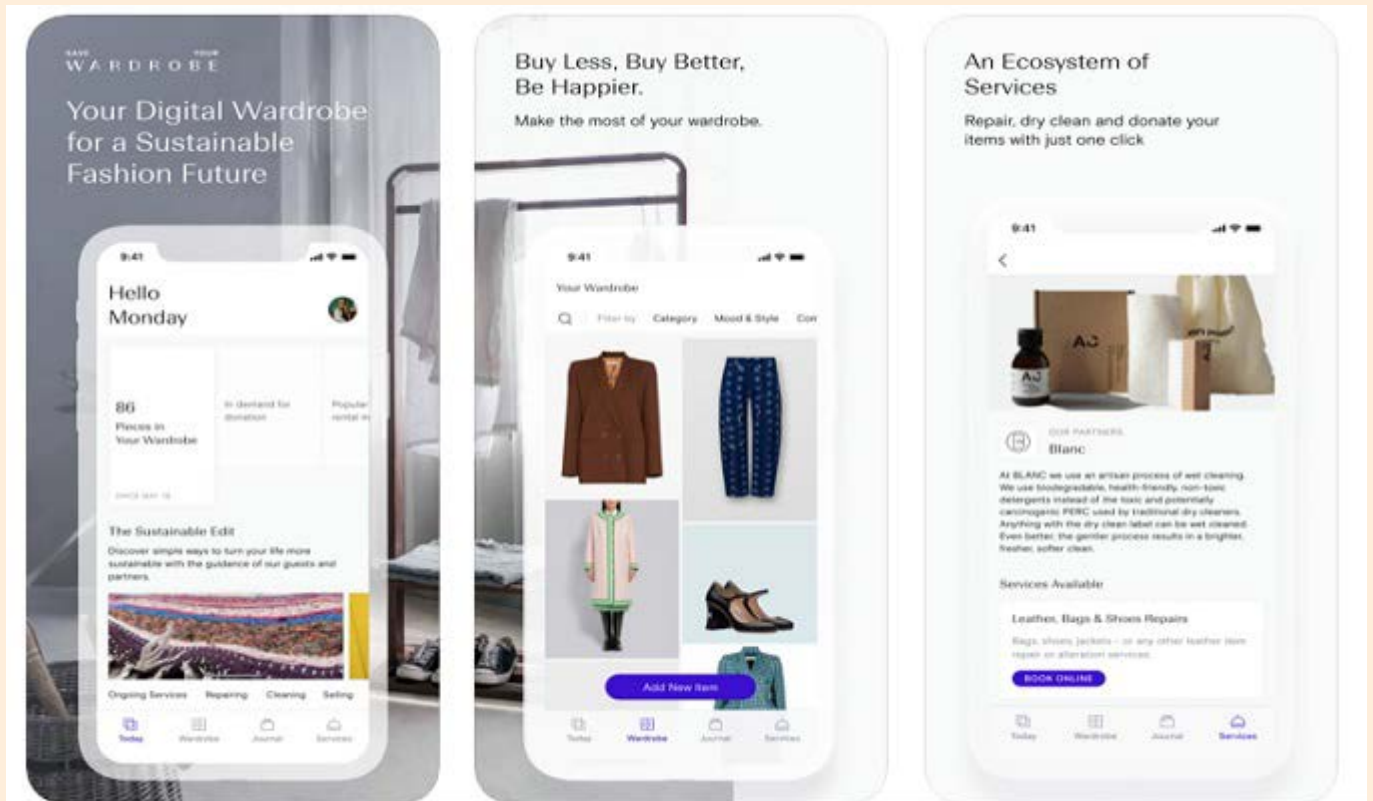 SAVE YOUR
WARDROBE
Your Digital Wardrobe
for a Sustainable
Fashion Future
9:41
Hello
Monday
86
Pieces in
Your Wardrobe
SINCE MAY 18
In demand for
donation
Popular
rental
The Sustainable Edit
Discover simple ways to turn your life more
sustainable with the guidance of our guests and
partners.
Ongoing Services Repairing Cleaning Selling
Today Wardrobe Journal Services
Buy Less, Buy Better,
Be Happier.
Make the most of your wardrobe.
9:41
Your Wardrobe
Filter by Category Mood & Style Con
Add New Item
Today Wardrobe Journal Services
An Ecosystem of
Services
Repair, dry clean and donate your
items with just one click
9:41
OUR PARTNERS
Blanc
At BLANC we use an artisan process of wet cleaning.
We use biodegradable, health-friendly, non-toxic
detergents instead of the toxic and potentially
carcinogenic PERC used by traditional dry cleaners.
Anything with the dry clean label can be wet cleaned.
Even better, the gentler process results in a brighter,
fresher, softer clean.
Services Available
Leather, Bags & Shoes Repairs
Bags, shoes, jackets - or any other leather item
repair or alteration services.
BOOK ONLINE
Today Wardrobe Journal Services